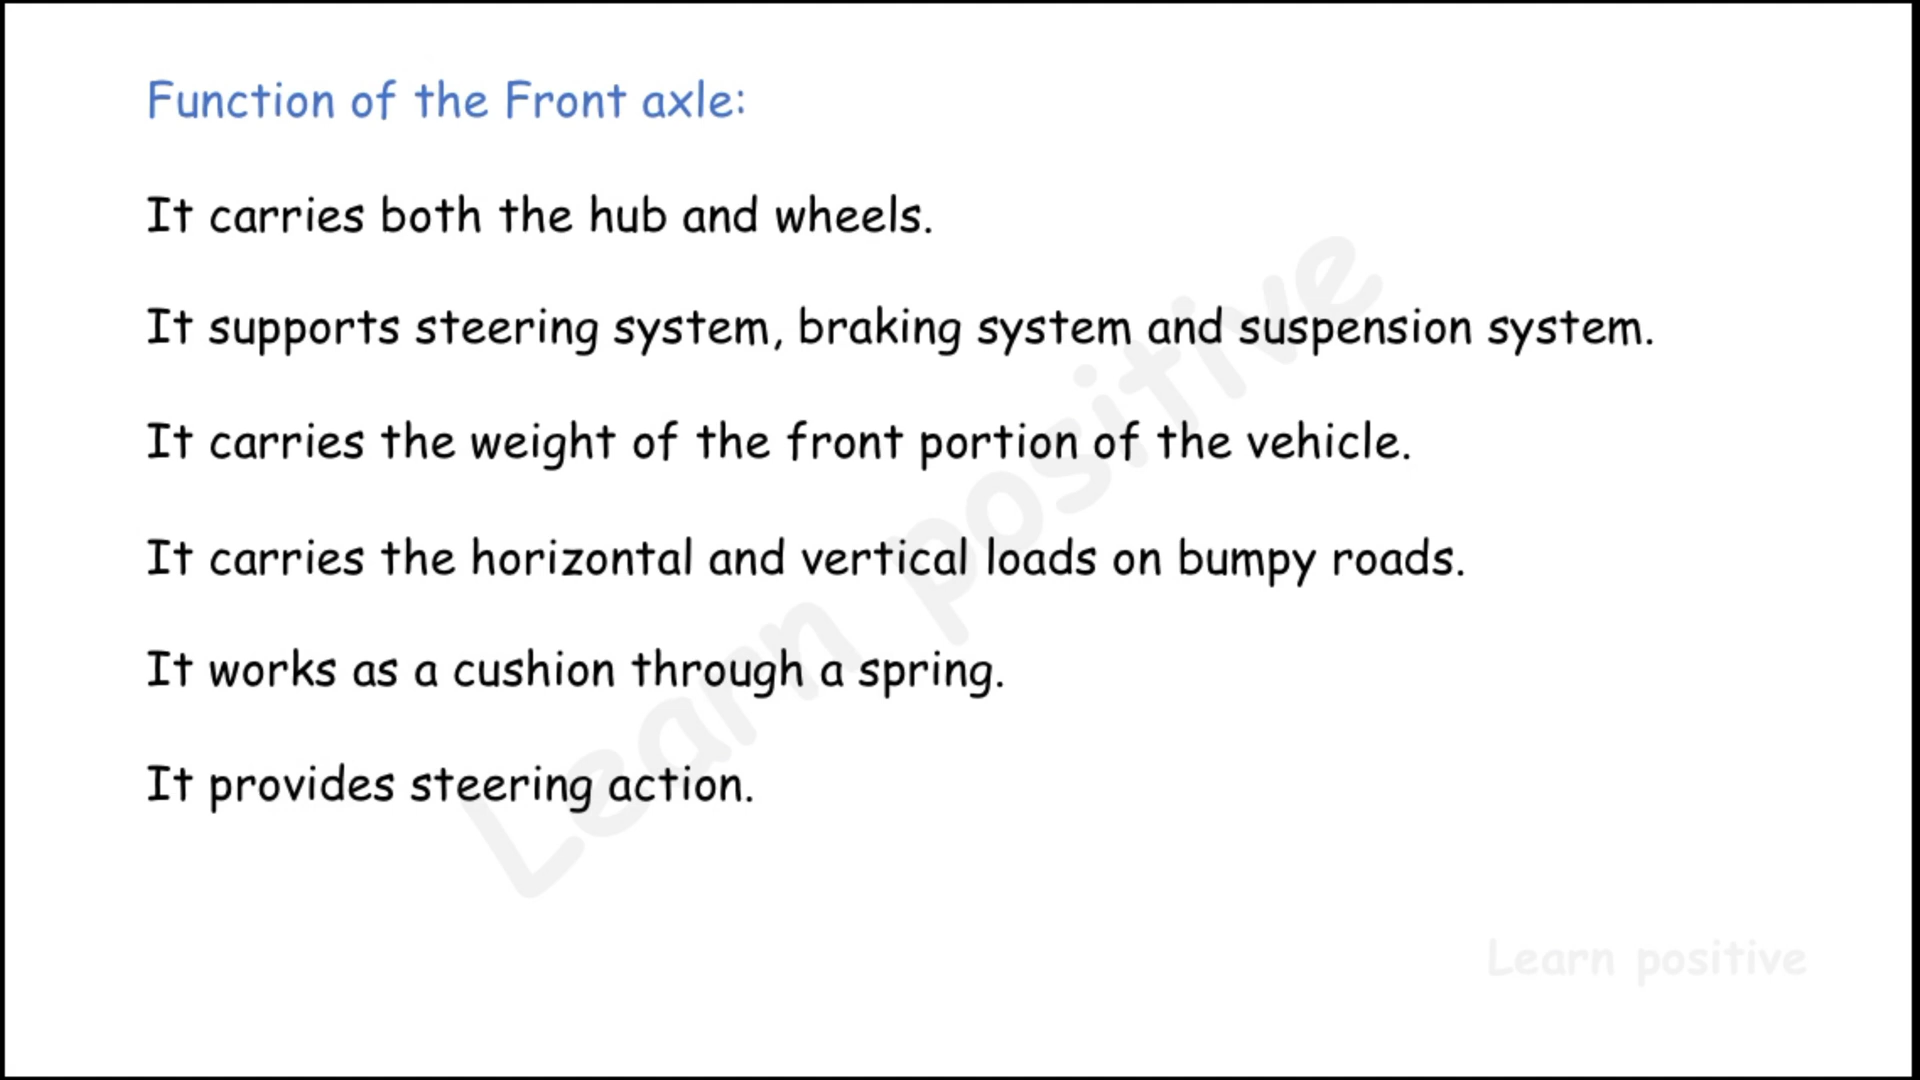 Function of the Front axle:
It carries both the hub and wheels.
It supports steering system, braking system and suspension system.
It carries the weight of the front portion of the vehicle.
It carries the horizontal and vertical loads on bumpy roads.
It works as a cushion through a spring.
It provides steering action.
Learn positive
Learn positive